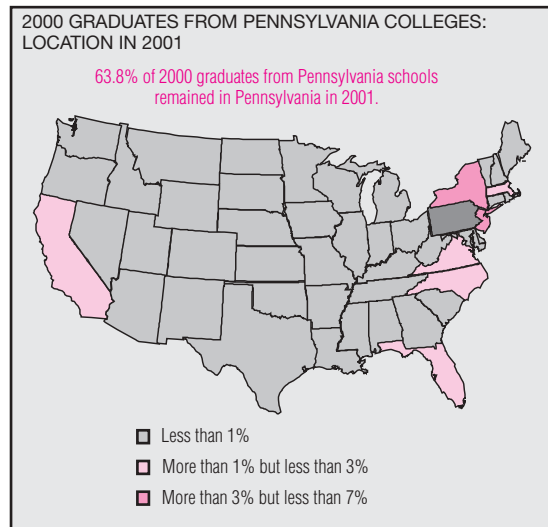 2000 GRADUATES FROM PENNSYLVANIA COLLEGES:
LOCATION IN 2001
63.8% of 2000 graduates from Pennsylvania schools
remained in Pennsylvania in 2001.
Less than 1%
More than 1% but less than 3%
More than 3% but less than 7%